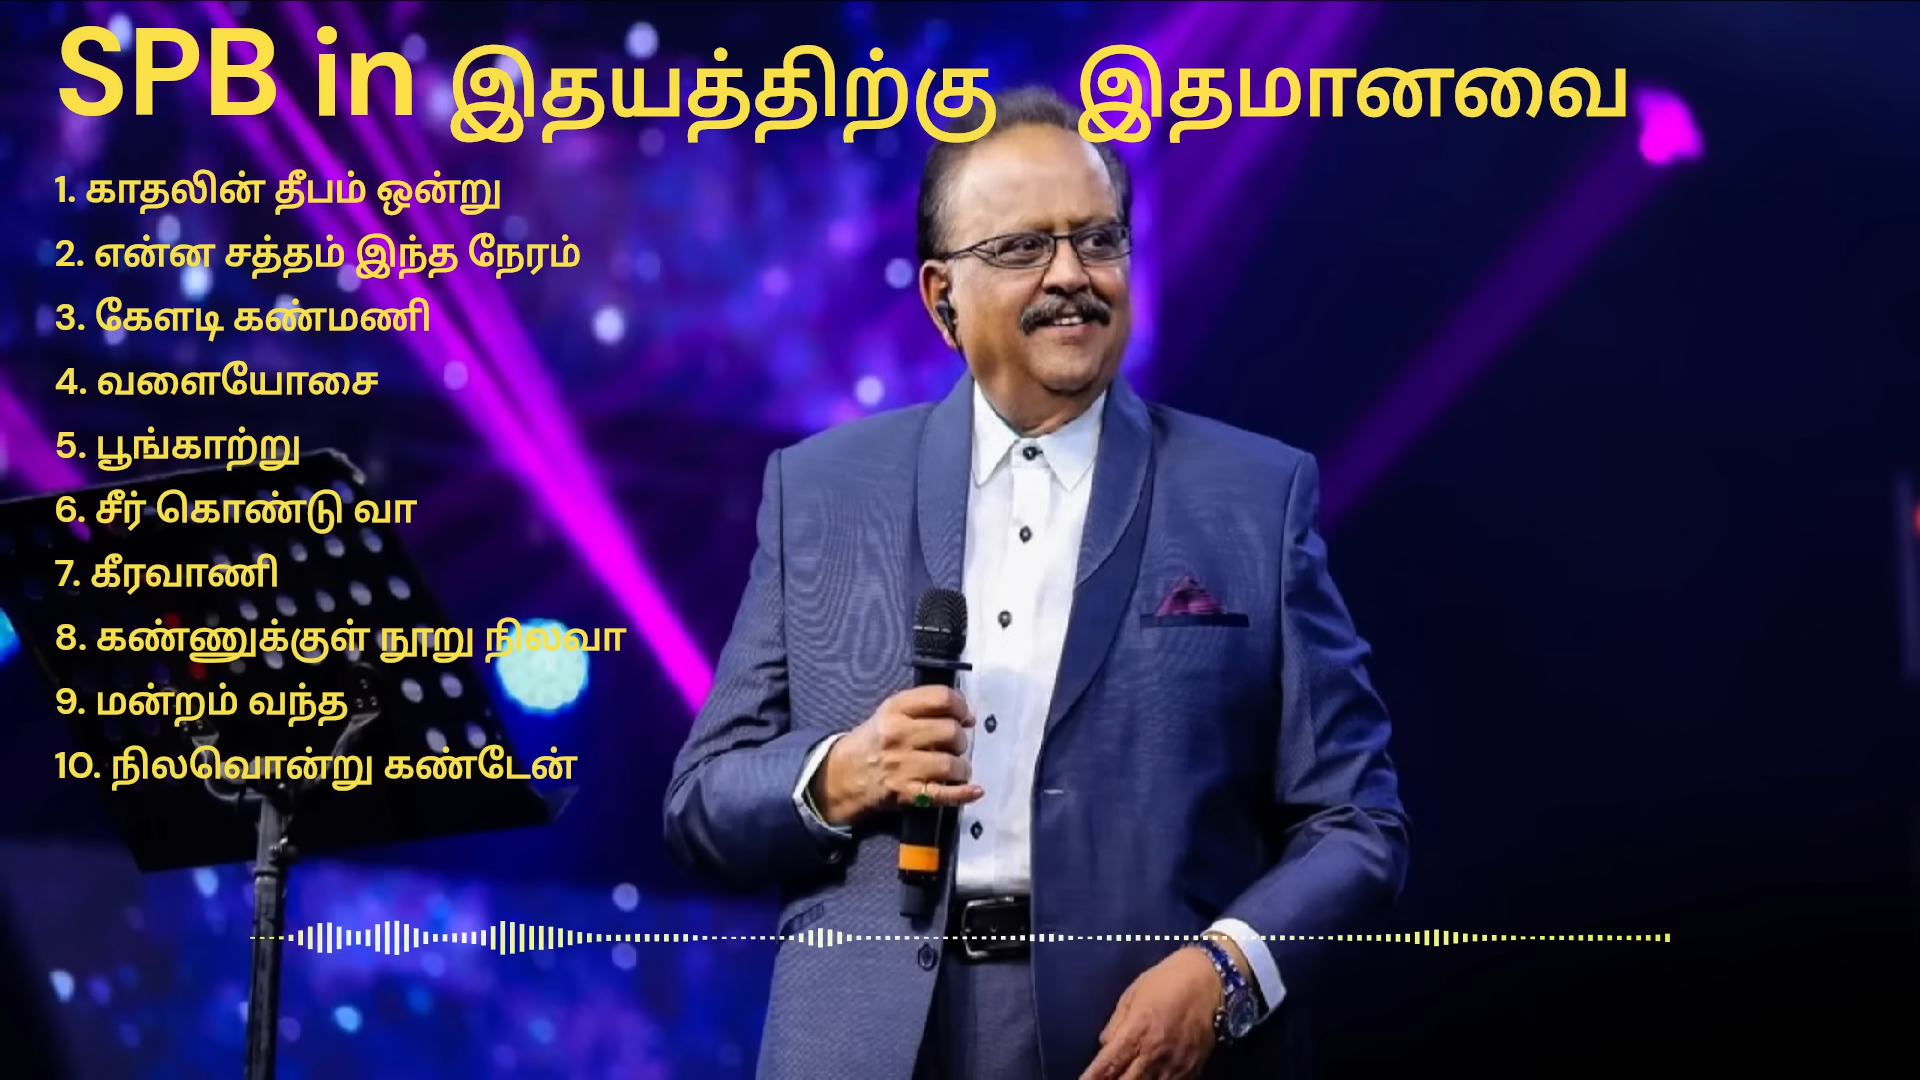 SPB in இதயத்திற்கு இதமானவை
1. காதலின் தீபம் ஒன்று
2. என்ன சத்தம் இந்த நேரம்
3. கேளடி கண்மணி
4. வளையோசை
5. பூங்காற்று
6. சீர் கொண்டு வா
7. கீரவாணி
8. கண்ணுக்குள் நூறு நிலவா
9. மன்றம் வந்த
10. நிலவொன்று கண்டேன்